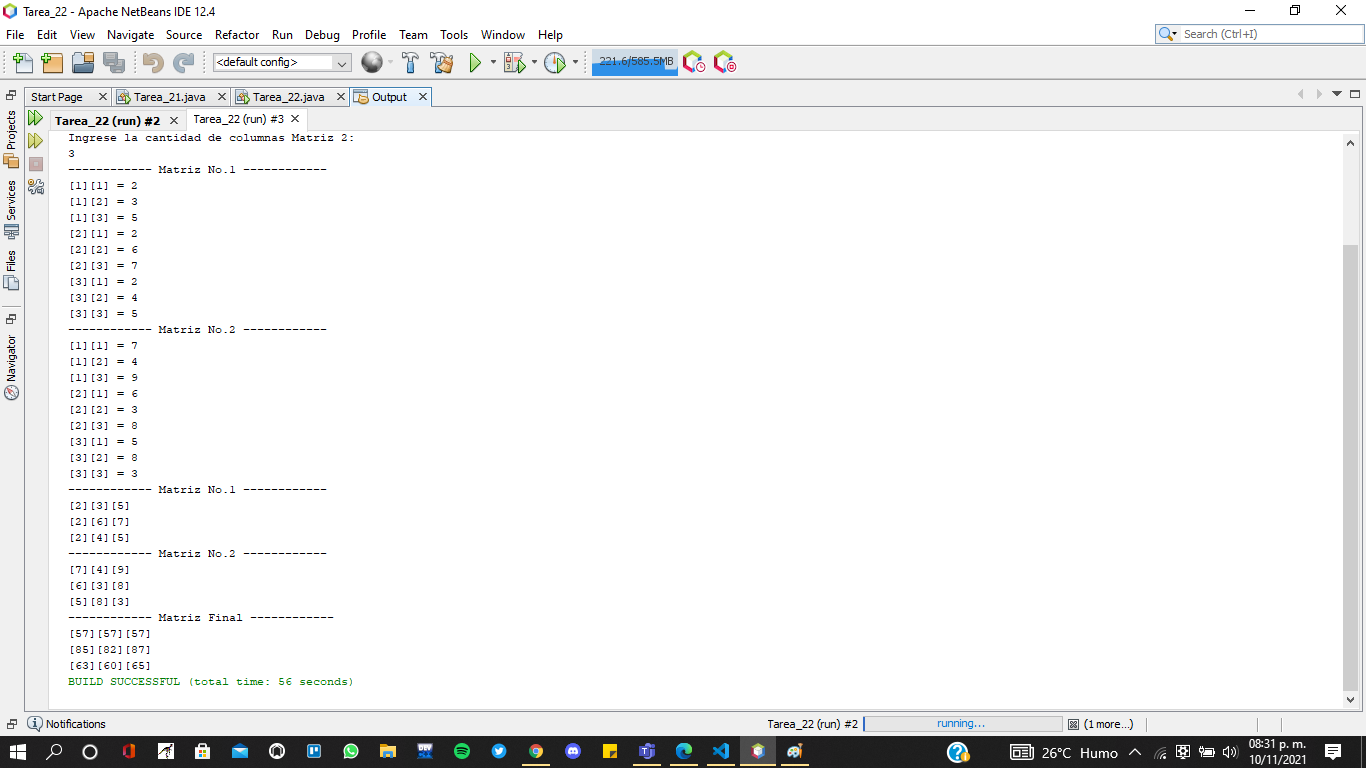 Tarea_22 - Apache NetBeans IDE 12.4
File Edit View Navigate Source Refactor Run Debug Profile Team Tools Window Help
Search (Ctrl+I)
<default config>
221.6/585.5MB
Start Page Tarea_21.java Tarea_22.java Output
Projects
Services
Files
Navigator
Tarea_22 (run) #2 Tarea_22 (run) #3
Ingrese la cantidad de columnas Matriz 2:
3
------------ Matriz No.1 ------------
[1][1] = 2
[1][2] = 3
[1][3] = 5
[2][1] = 2
[2][2] = 6
[2][3] = 7
[3][1] = 2
[3][2] = 4
[3][3] = 5
------------ Matriz No.2 ------------
[1][1] = 7
[1][2] = 4
[1][3] = 9
[2][1] = 6
[2][2] = 3
[2][3] = 8
[3][1] = 5
[3][2] = 8
[3][3] = 3
------------ Matriz No.1 ------------
[2][3][5]
[2][6][7]
[2][4][5]
------------ Matriz No.2 ------------
[7][4][9]
[6][3][8]
[5][8][3]
------------ Matriz Final ------------
[57][57][57]
[85][82][87]
[63][60][65]
BUILD SUCCESSFUL (total time: 56 seconds)
Notifications
Tarea_22 (run) #2 running... (1 more...)
DEV
26°C Humo
08:31 p. m.
10/11/2021